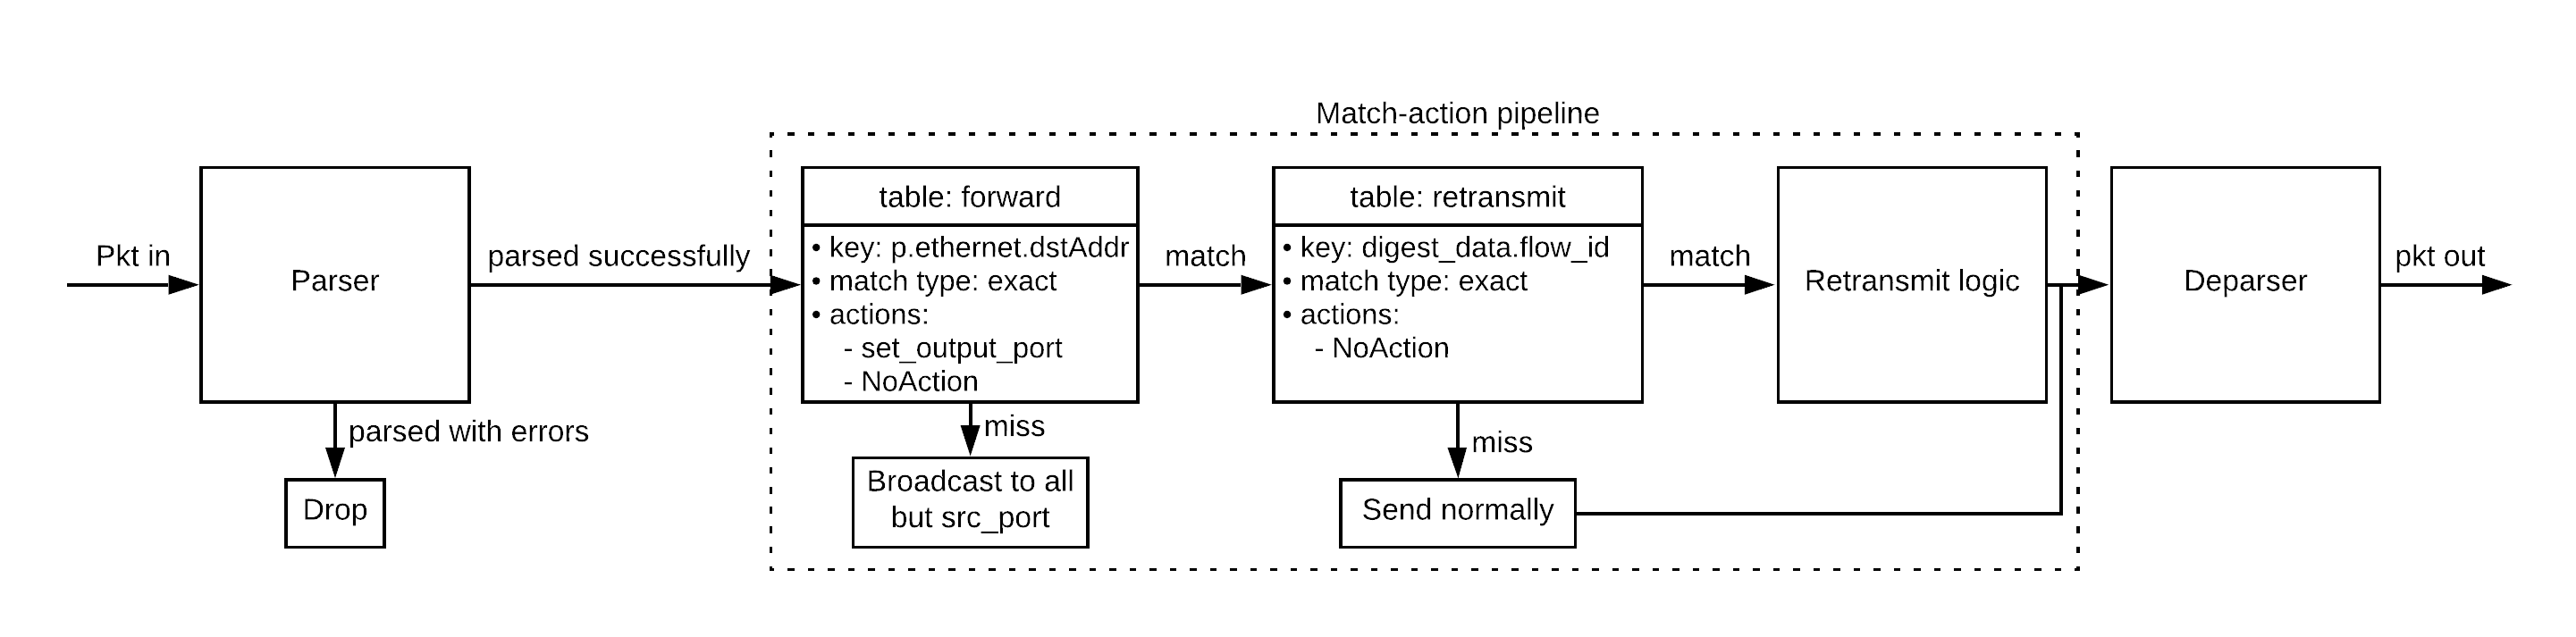 Match-action pipeline
Pkt in
Parser
parsed successfully
parsed with errors
Drop
table: forward
• key: p.ethernet.dstAddr
• match type: exact
• actions:
- set_output_port
- NoAction
miss
Broadcast to all
but src_port
match
table: retransmit
• key: digest_data.flow_id
• match type: exact
• actions:
- NoAction
miss
Send normally
match
Retransmit logic
Deparser
pkt out